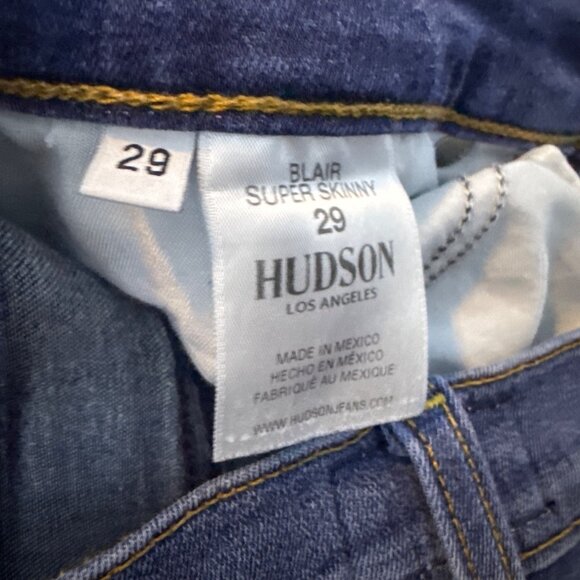 29
BLAIR
SUPER SKINNY
29
HUDSON
LOS ANGELES
MADE IN MEXICO
HECHO EN MÉXICO
FABRIQUÉ AU MEXIQUE
WWW.HUDSONJEANS.COM